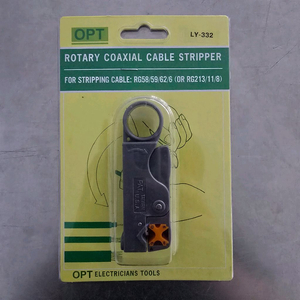 OPT
LY-332
ROTARY COAXIAL CABLE STRIPPER
FOR STRIPPING CABLE: RG58/59/62/6 (OR RG213/11/8)
OPT ELECTRICIANS TOOLS